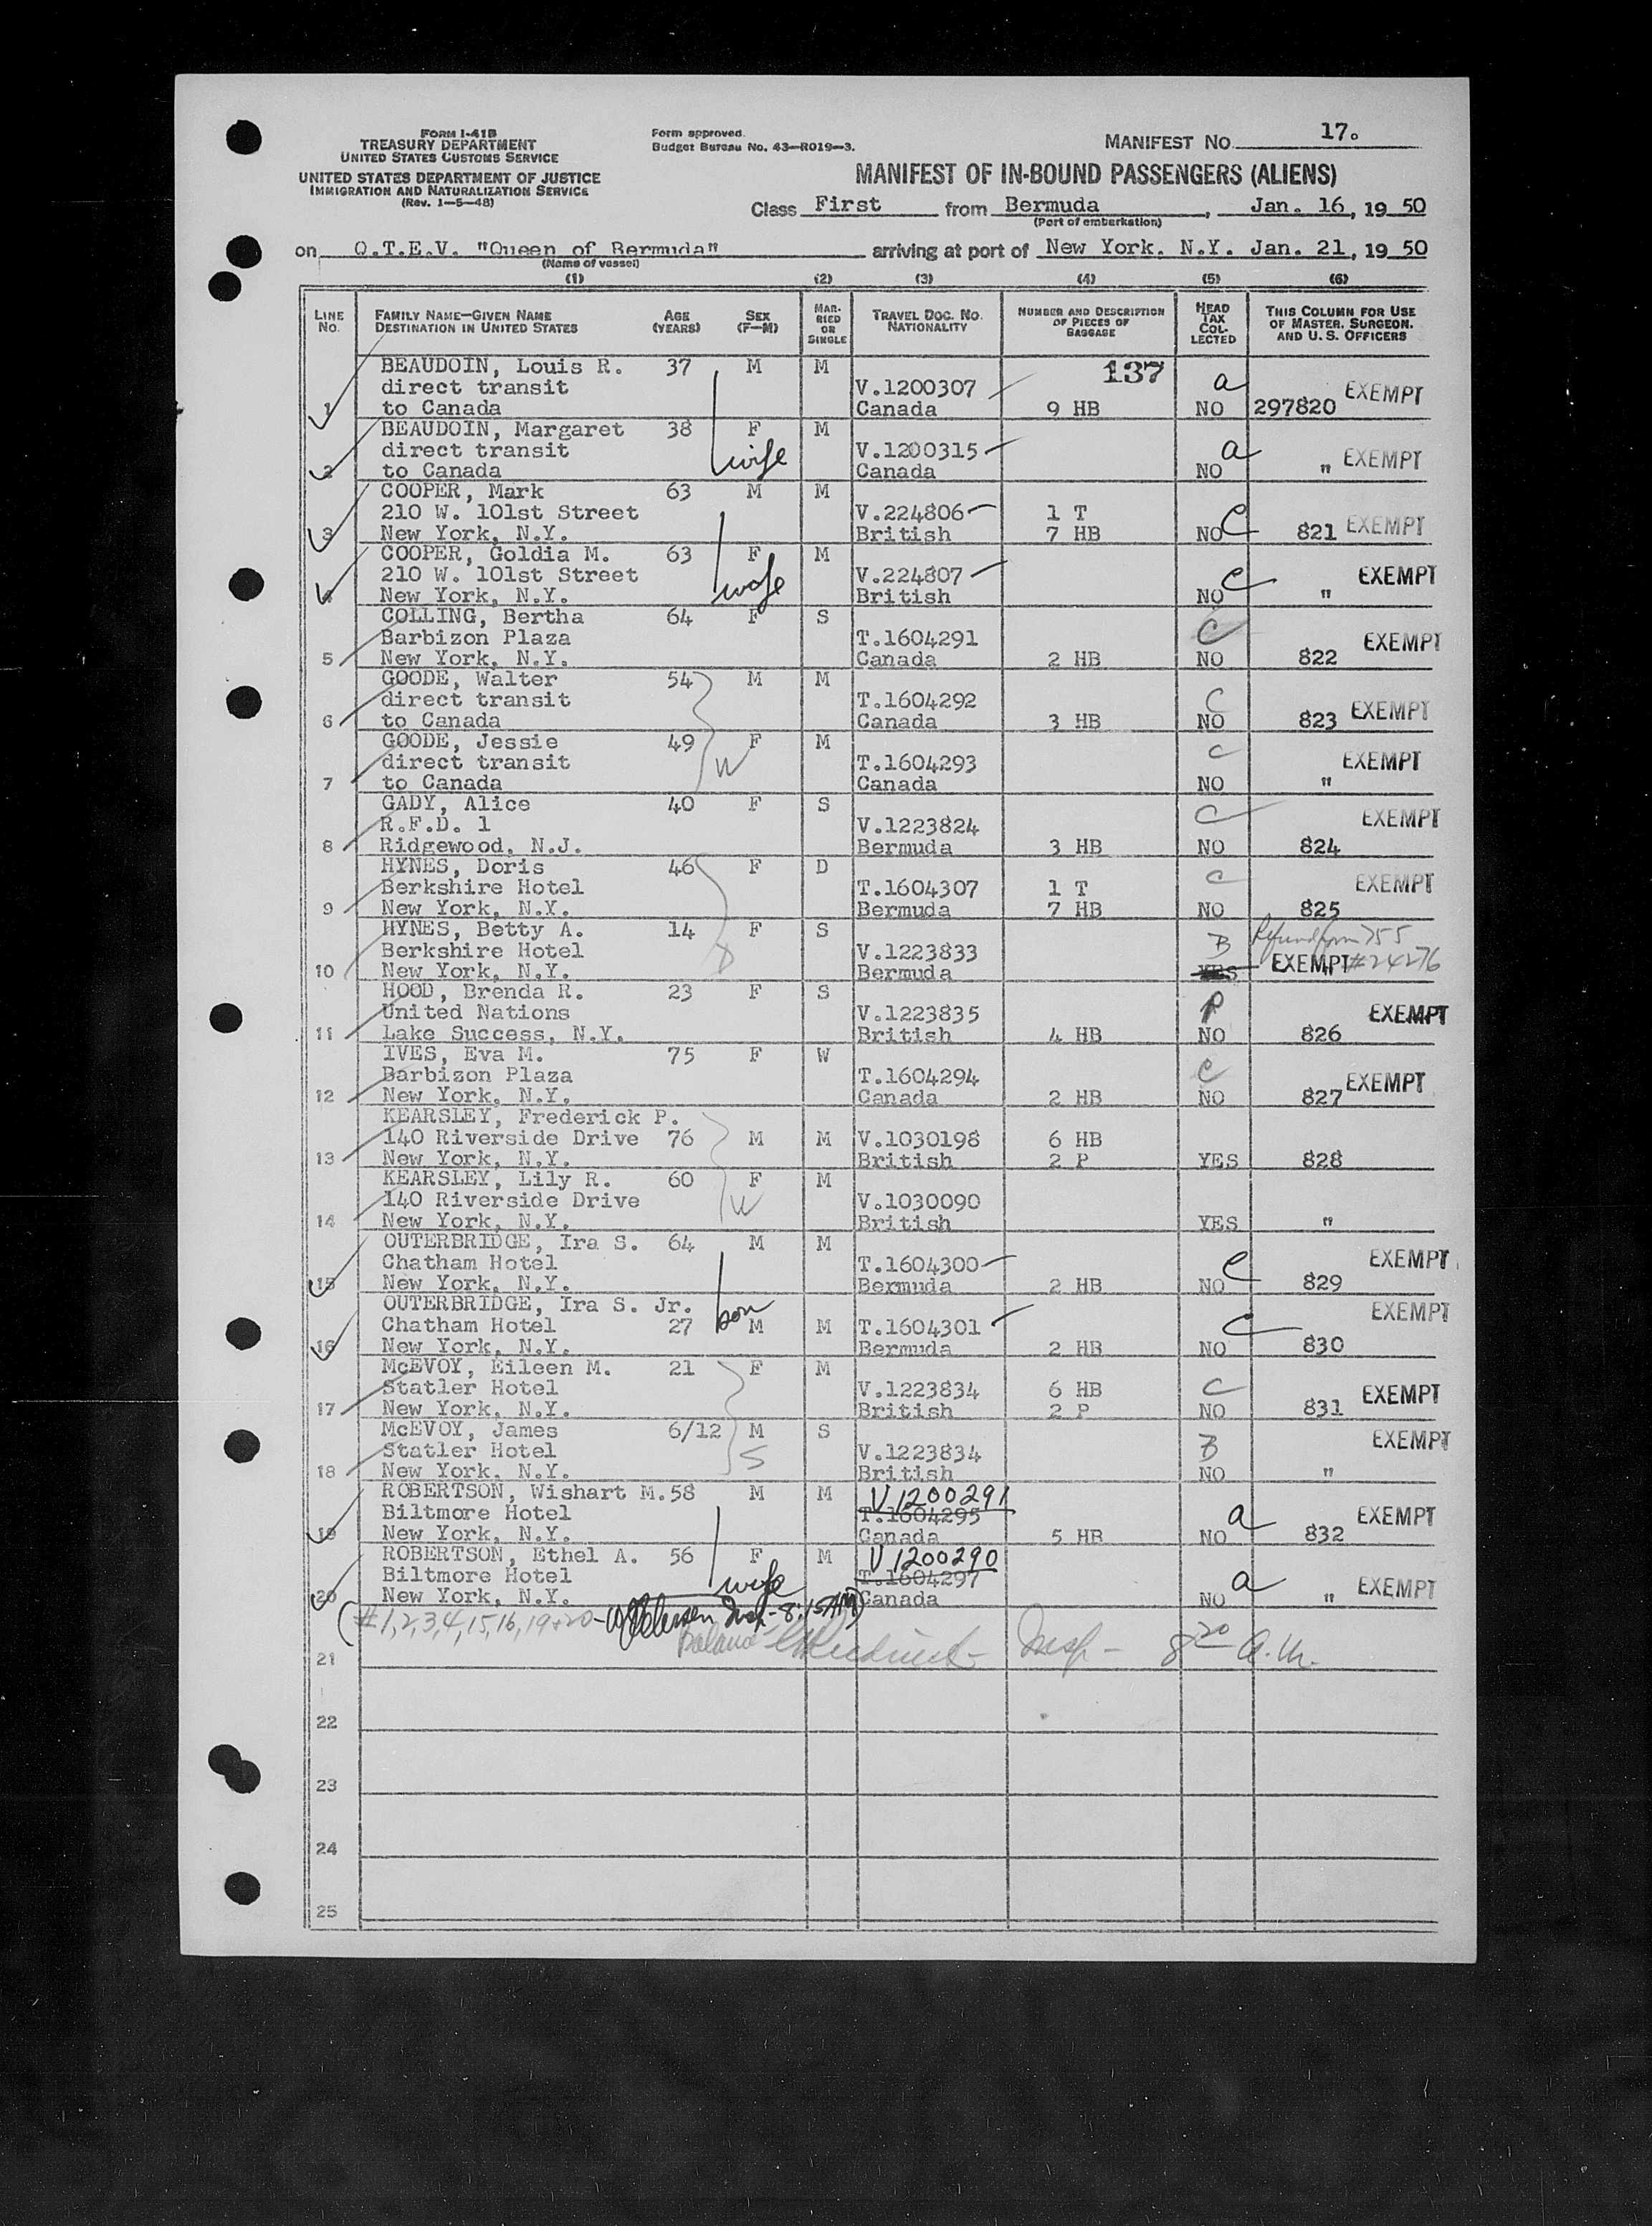 FORM I-41B
TREASURY DEPARTMENT
UNITED STATES CUSTOMS SERVICE
UNITED STATES DEPARTMENT OF JUSTICE
IMMIGRATION AND NATURALIZATION SERVICE
(Rev. 1-5-48)
Form approved.
Budget Bureau No. 43-R019-3.
MANIFEST NO. 17.
MANIFEST OF IN-BOUND PASSENGERS (ALIENS)
Class First from Bermuda, Jan. 16, 19 50
(Port of embarkation)
on Q.T.E.V. "Queen of Bermuda" arriving at port of New York. N.Y. Jan. 21, 19 50
(Name of vessel)
(1) (2) (3) (4) (5) (6)
LINE NO. FAMILY NAME—GIVEN NAME DESTINATION IN UNITED STATES AGE (YEARS) SEX (F—M) MARRIED OR SINGLE TRAVEL DOC. NO. NATIONALITY NUMBER AND DESCRIPTION OF PIECES OF BAGGAGE HEAD TAX COLLECTED THIS COLUMN FOR USE OF MASTER, SURGEON, AND U. S. OFFICERS
BEAUDOIN, Louis R. 37 M M 137
direct transit V.1200307 a EXEMPT
1 to Canada Canada 9 HB NO 297820
BEAUDOIN, Margaret 38 F M
direct transit wife V.1200315 a EXEMPT
2 to Canada Canada NO "
COOPER, Mark 63 M M
210 W. 101st Street V.224806 1 T C EXEMPT
3 New York, N.Y. British 7 HB NO 821
COOPER, Goldia M. 63 F M
210 W. 101st Street wife V.224807 C EXEMPT
4 New York, N.Y. British NO "
COLLING, Bertha 64 F S
Barbizon Plaza T.1604291 C EXEMPT
5 New York, N.Y. Canada 2 HB NO 822
GOODE, Walter 54 M M
direct transit T.1604292 C EXEMPT
6 to Canada Canada 3 HB NO 823
GOODE, Jessie 49 F M
direct transit W T.1604293 C EXEMPT
7 to Canada Canada NO "
GADY, Alice 40 F S
R.F.D. 1 V.1223824 C EXEMPT
8 Ridgewood, N.J. Bermuda 3 HB NO 824
HYNES, Doris 46 F D
Berkshire Hotel T.1604307 1 T C EXEMPT
9 New York, N.Y. Bermuda 7 HB NO 825
HYNES, Betty A. 14 F S
Berkshire Hotel D V.1223833 B Refund form 755
10 New York, N.Y. Bermuda YES EXEMPT #24276
HOOD, Brenda R. 23 F S
United Nations V.1223835 P EXEMPT
11 Lake Success, N.Y. British 4 HB NO 826
IVES, Eva M. 75 F W
Barbizon Plaza T.1604294 C EXEMPT
12 New York, N.Y. Canada 2 HB NO 827
KEARSLEY, Frederick P.
140 Riverside Drive 76 M M V.1030198 6 HB
13 New York, N.Y. British 2 P YES 828
KEARSLEY, Lily R. 60 F M
140 Riverside Drive W V.1030090
14 New York, N.Y. British YES "
OUTERBRIDGE, Ira S. 64 M M
Chatham Hotel T.1604300 C EXEMPT
15 New York, N.Y. Bermuda 2 HB NO 829
OUTERBRIDGE, Ira S. Jr.
Chatham Hotel 27 son M M T.1604301 C EXEMPT
16 New York, N.Y. Bermuda 2 HB NO 830
McEVOY, Eileen M. 21 F M
Statler Hotel V.1223834 6 HB C EXEMPT
17 New York, N.Y. British 2 P NO 831
McEVOY, James 6/12 M S
Statler Hotel S V.1223834 B EXEMPT
18 New York, N.Y. British NO "
ROBERTSON, Wishart M. 58 M M V 1200291
Biltmore Hotel T.1604295 a EXEMPT
19 New York, N.Y. Canada 5 HB NO 832
ROBERTSON, Ethel A. 56 F M V 1200290
Biltmore Hotel wife T.1604297 a EXEMPT
20 New York, N.Y. Canada NO "
(#1,2,3,4,15,16,19+20- Insp- 8:15AM)
21 Balance Insp- 8 20 a.m.
22
23
24
25